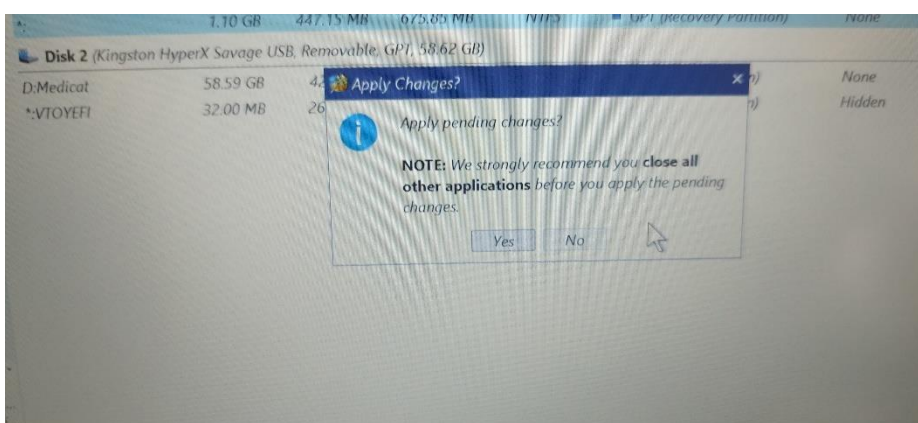 *: 1.10 GB 447.15 MB 675.85 MB NTFS GPT (Recovery Partition) None
Disk 2 (Kingston HyperX Savage USB, Removable, GPT, 58.62 GB)
D:Medicat 58.59 GB None
*:VTOYEFI 32.00 MB 26 Hidden
Apply Changes?
Apply pending changes?
NOTE: We strongly recommend you close all
other applications before you apply the pending
changes.
Yes No